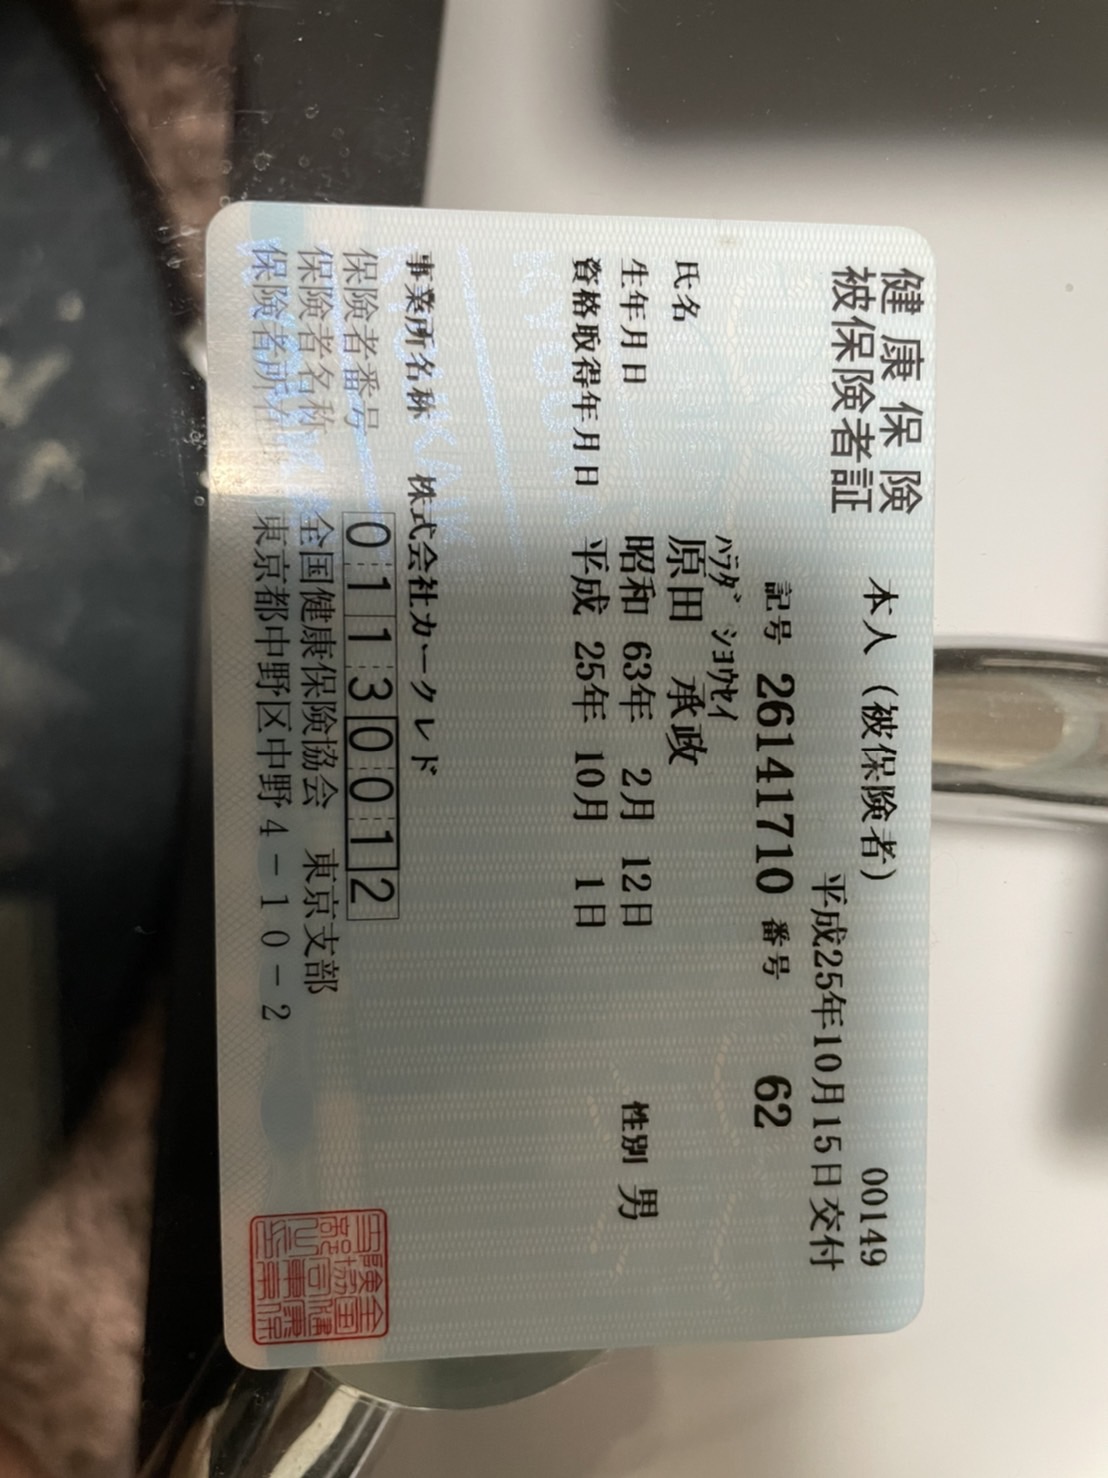 健康保険
被保険者証
本人（被保険者） 00149
平成25年10月15日交付
記号 26141710 番号 62
ﾊﾗﾀﾞ ｼｮｳｾｲ
氏名 原田 承政
生年月日 昭和 63年 2月 12日 性別 男
資格取得年月日 平成 25年 10月 1日
事業所名称 株式会社カークレド
保険者番号 01130012
保険者名称 全国健康保険協会 東京支部
保険者所在地 東京都中野区中野4-10-2